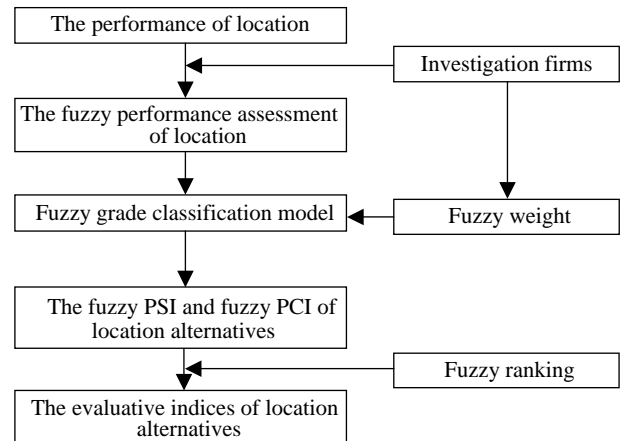 The performance of location
Investigation firms
The fuzzy performance assessment
of location
Fuzzy grade classification model
Fuzzy weight
The fuzzy PSI and fuzzy PCI of
location alternatives
Fuzzy ranking
The evaluative indices of location
alternatives